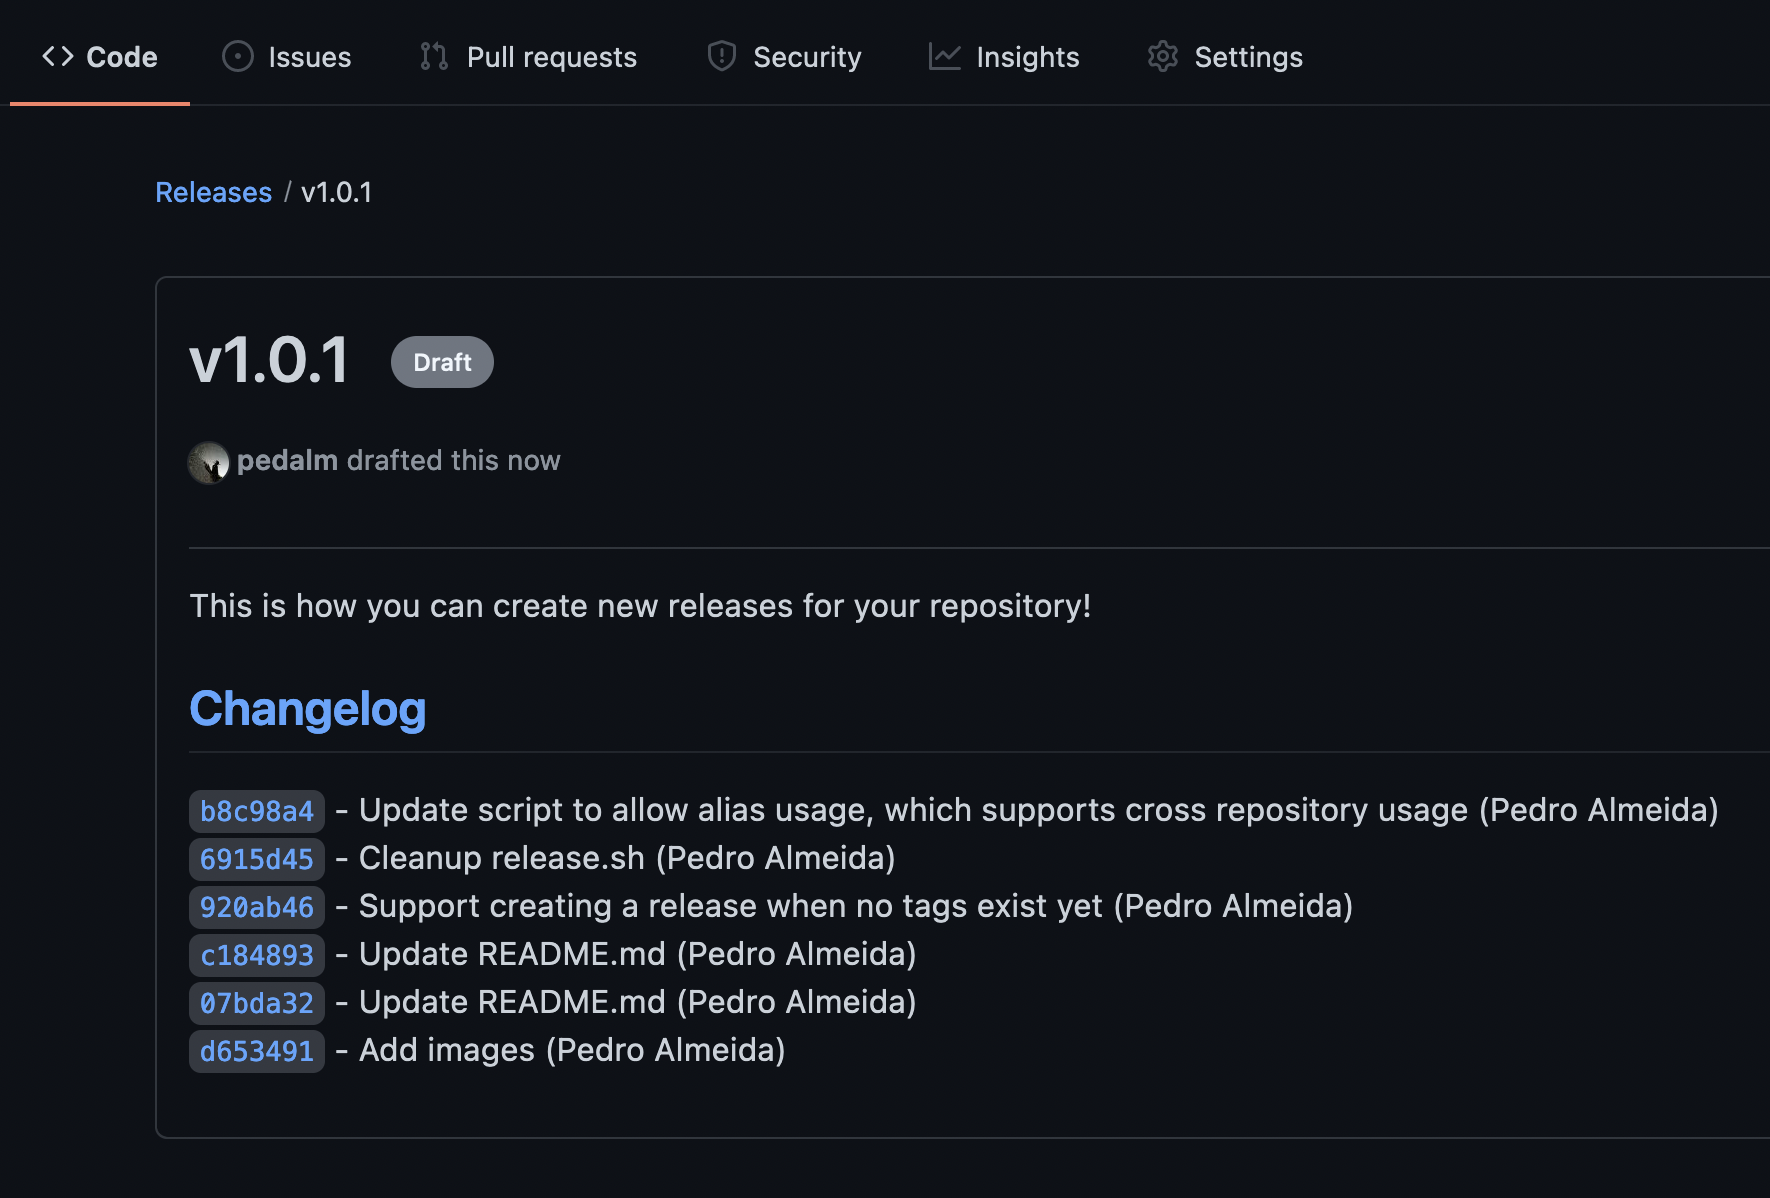 Code Issues Pull requests Security Insights Settings
Releases / v1.0.1
v1.0.1 Draft
pedalm drafted this now
This is how you can create new releases for your repository!
Changelog
b8c98a4 - Update script to allow alias usage, which supports cross repository usage (Pedro Almeida)
6915d45 - Cleanup release.sh (Pedro Almeida)
920ab46 - Support creating a release when no tags exist yet (Pedro Almeida)
c184893 - Update README.md (Pedro Almeida)
07bda32 - Update README.md (Pedro Almeida)
d653491 - Add images (Pedro Almeida)